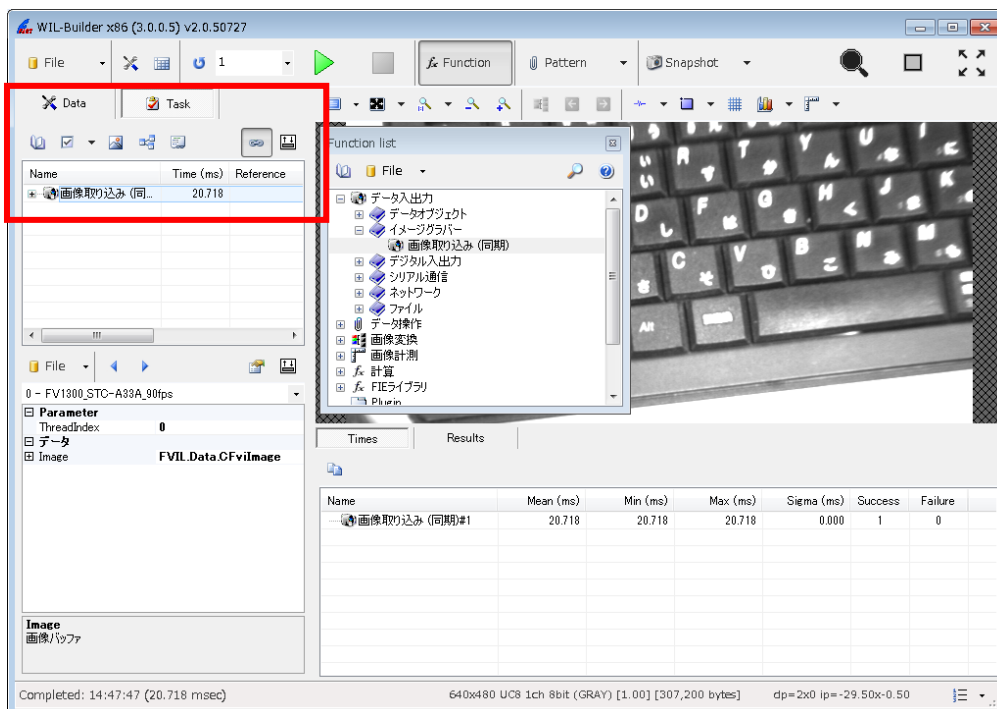 WIL-Builder x86 (3.0.0.5) v2.0.50727
File 1 fx Function Pattern Snapshot
Data Task
Name Time (ms) Reference
画像取り込み (同... 20.718
Function list
File
データ入出力
データオブジェクト
イメージグラバー
画像取り込み (同期)
デジタル入出力
シリアル通信
ネットワーク
ファイル
データ操作
画像変換
画像計測
fx 計算
fx FIEライブラリ
Plugin
File
0 - FV1300_STC-A33A_90fps
Parameter
ThreadIndex 0
データ
Image FVIL.Data.CFviImage
Image
画像バッファ
Times Results
Name Mean (ms) Min (ms) Max (ms) Sigma (ms) Success Failure
画像取り込み (同期)#1 20.718 20.718 20.718 0.000 1 0
Completed: 14:47:47 (20.718 msec) 640x480 UC8 1ch 8bit (GRAY) [1.00] [307,200 bytes] dp=2x0 ip=-29.50x-0.50